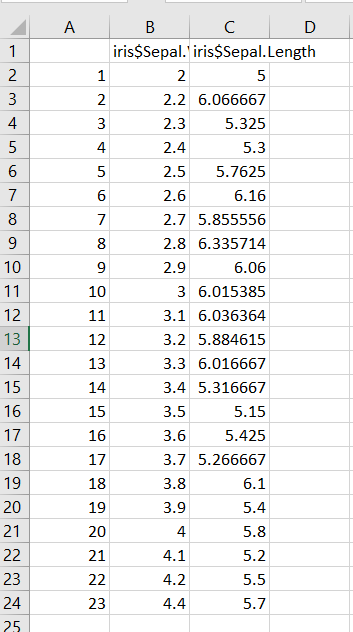 A B C D
1 iris$Sepal. iris$Sepal.Length
2 1 2 5
3 2 2.2 6.066667
4 3 2.3 5.325
5 4 2.4 5.3
6 5 2.5 5.7625
7 6 2.6 6.16
8 7 2.7 5.855556
9 8 2.8 6.335714
10 9 2.9 6.06
11 10 3 6.015385
12 11 3.1 6.036364
13 12 3.2 5.884615
14 13 3.3 6.016667
15 14 3.4 5.316667
16 15 3.5 5.15
17 16 3.6 5.425
18 17 3.7 5.266667
19 18 3.8 6.1
20 19 3.9 5.4
21 20 4 5.8
22 21 4.1 5.2
23 22 4.2 5.5
24 23 4.4 5.7
25